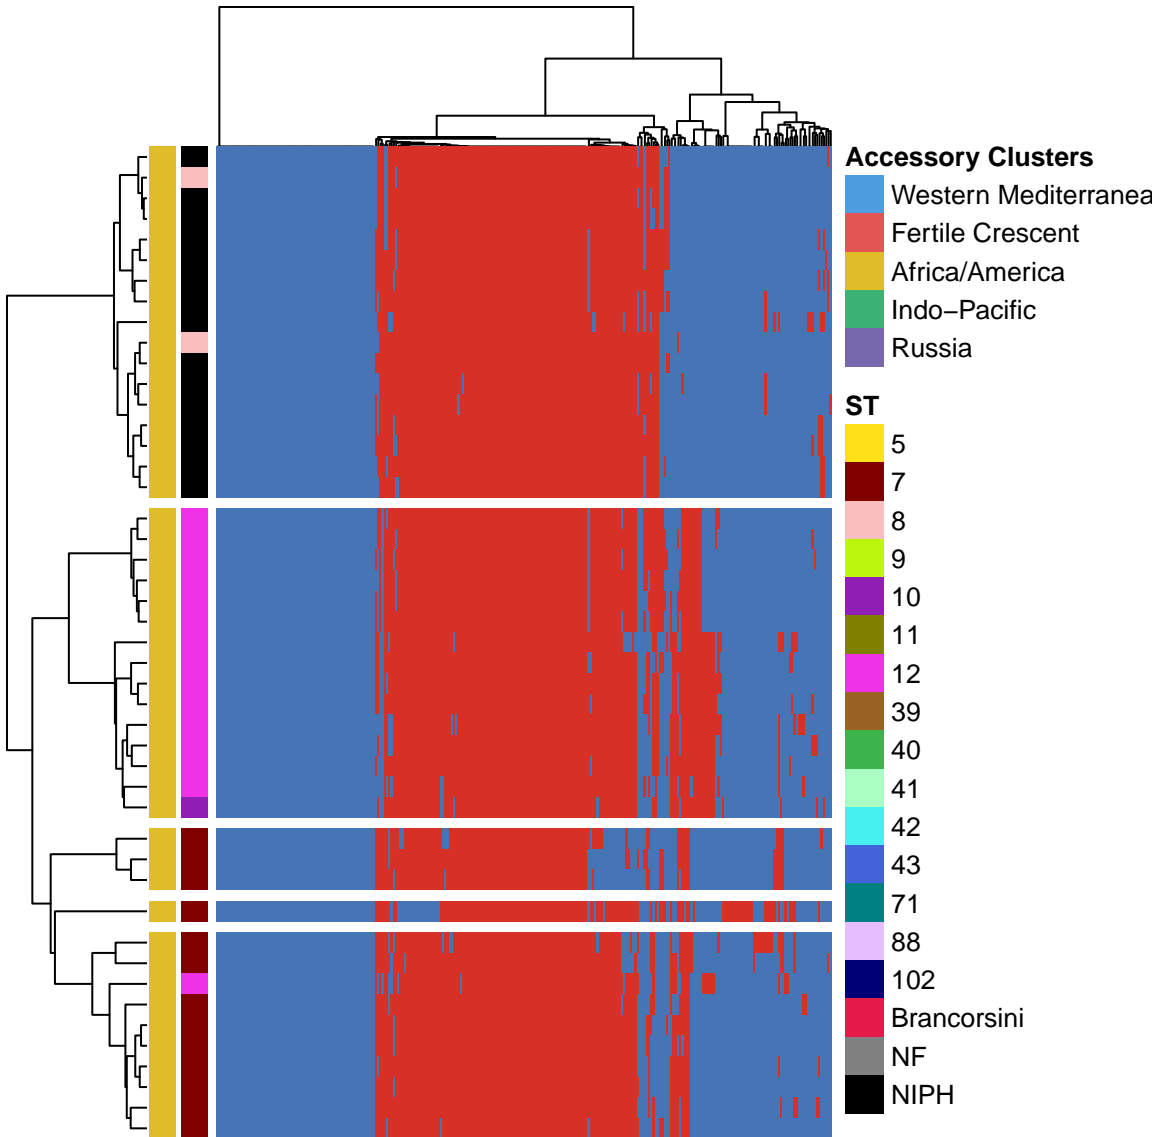 Accessory Clusters
Western Mediterranea
Fertile Crescent
Africa/America
Indo−Pacific
Russia
ST
5
7
8
9
10
11
12
39
40
41
42
43
71
88
102
Brancorsini
NF
NIPH